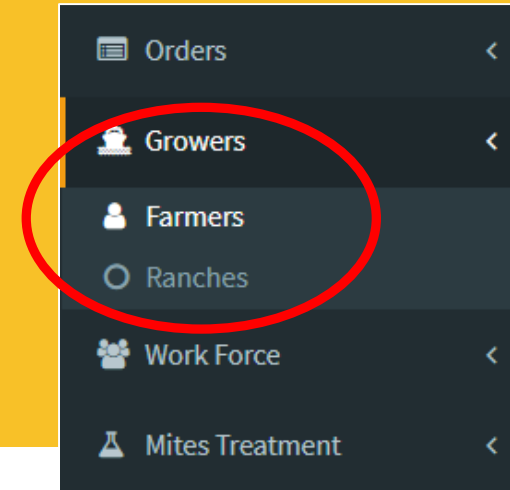 Orders
Growers
Farmers
Ranches
Work Force
Mites Treatment